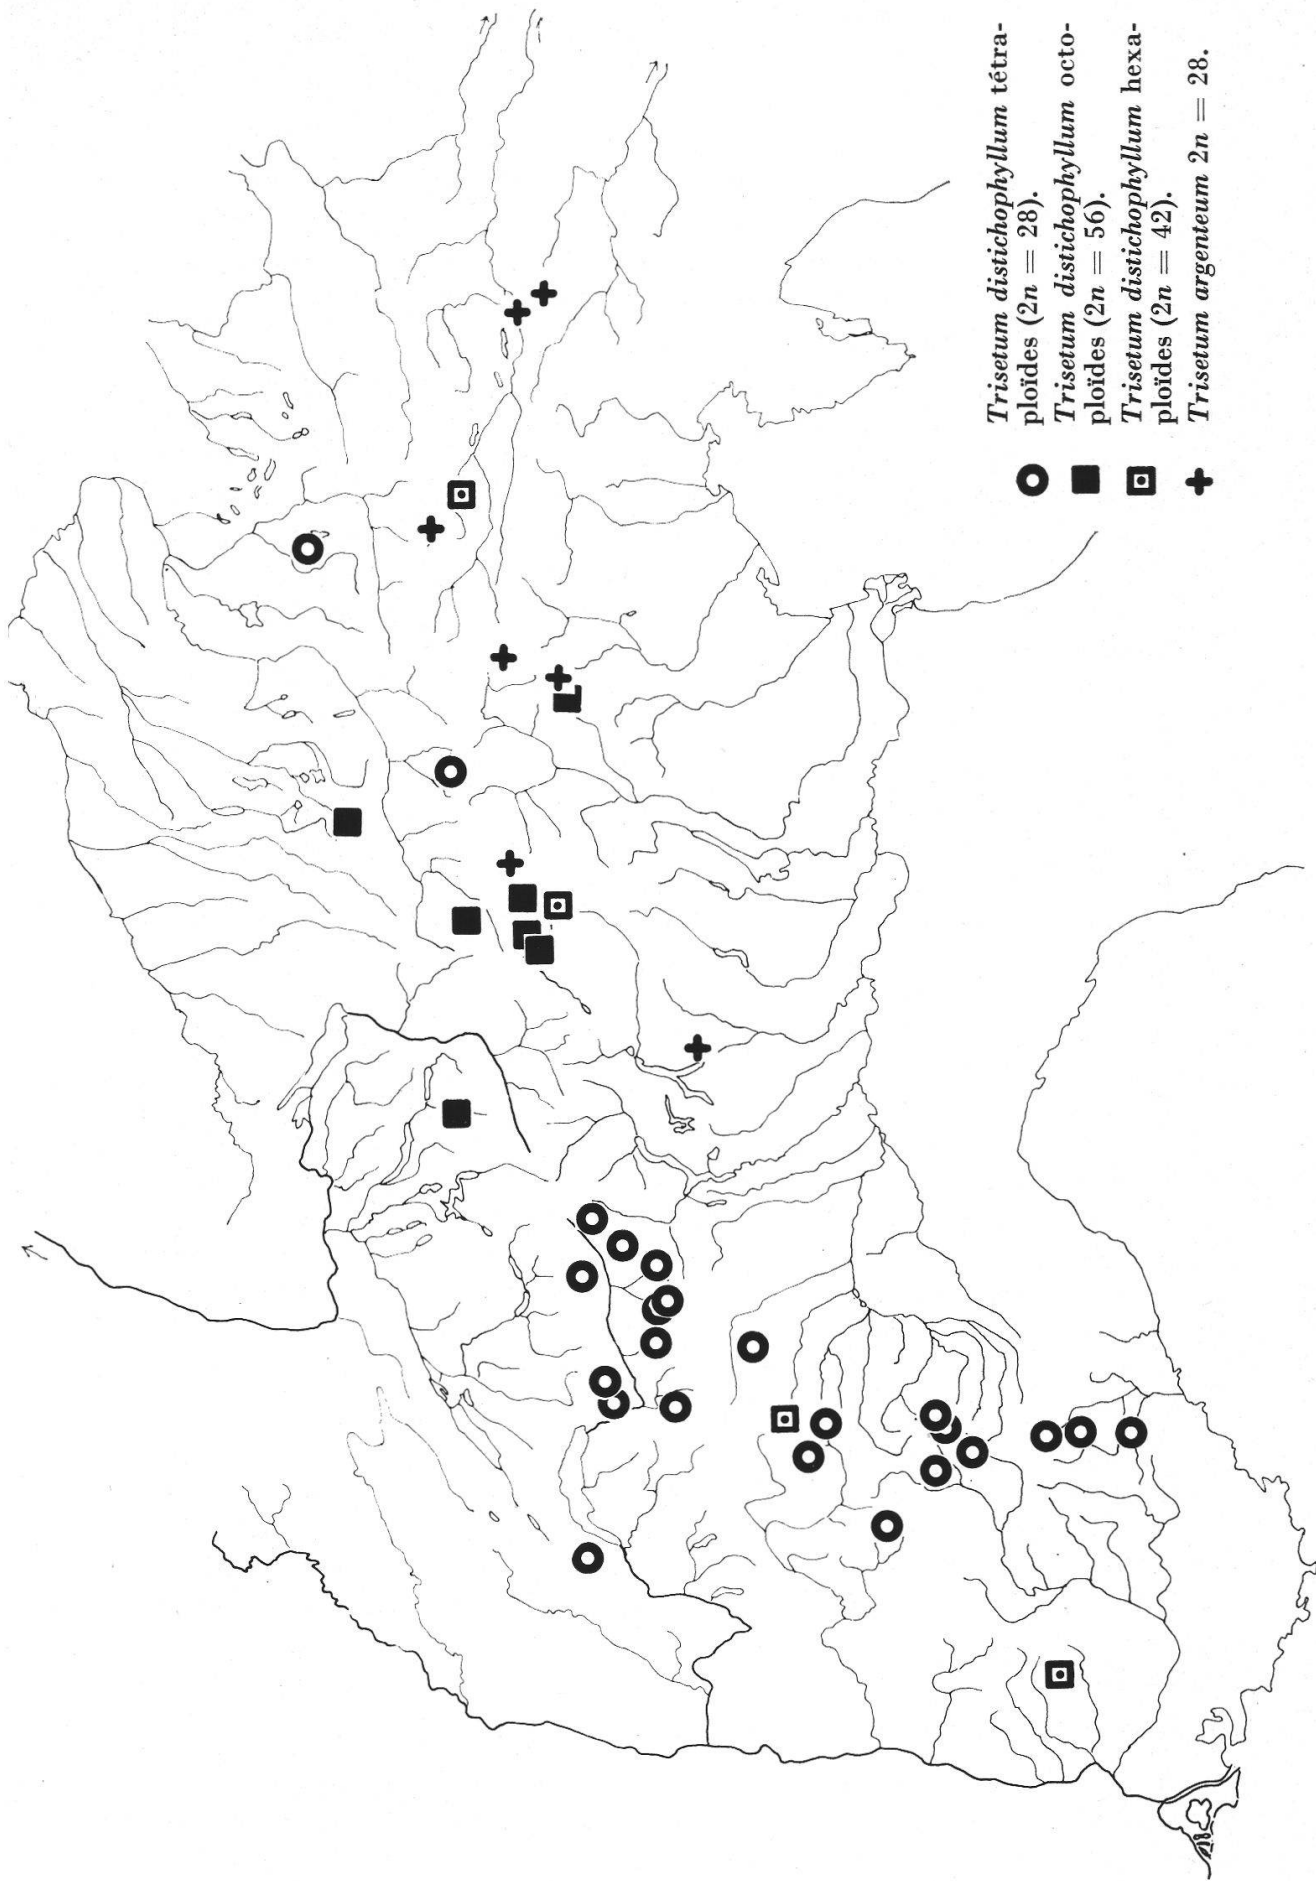 Trisetum distichophyllum tétra-
ploïdes (2n = 28).
Trisetum distichophyllum octo-
ploïdes (2n = 56).
Trisetum distichophyllum hexa-
ploïdes (2n = 42).
Trisetum argenteum 2n = 28.